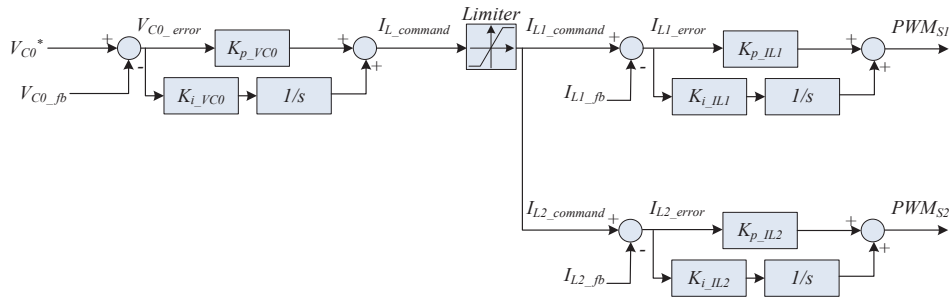 V_C0*
V_C0_error
K_p_VC0
+
+
-
V_C0_fb
K_i_VC0
1/s
+
+
I_L_command
Limiter
I_L1_command
+
-
I_L1_fb
I_L1_error
K_p_IL1
K_i_IL1
1/s
+
+
PWM_S1
I_L2_command
+
-
I_L2_fb
I_L2_error
K_p_IL2
K_i_IL2
1/s
+
+
PWM_S2